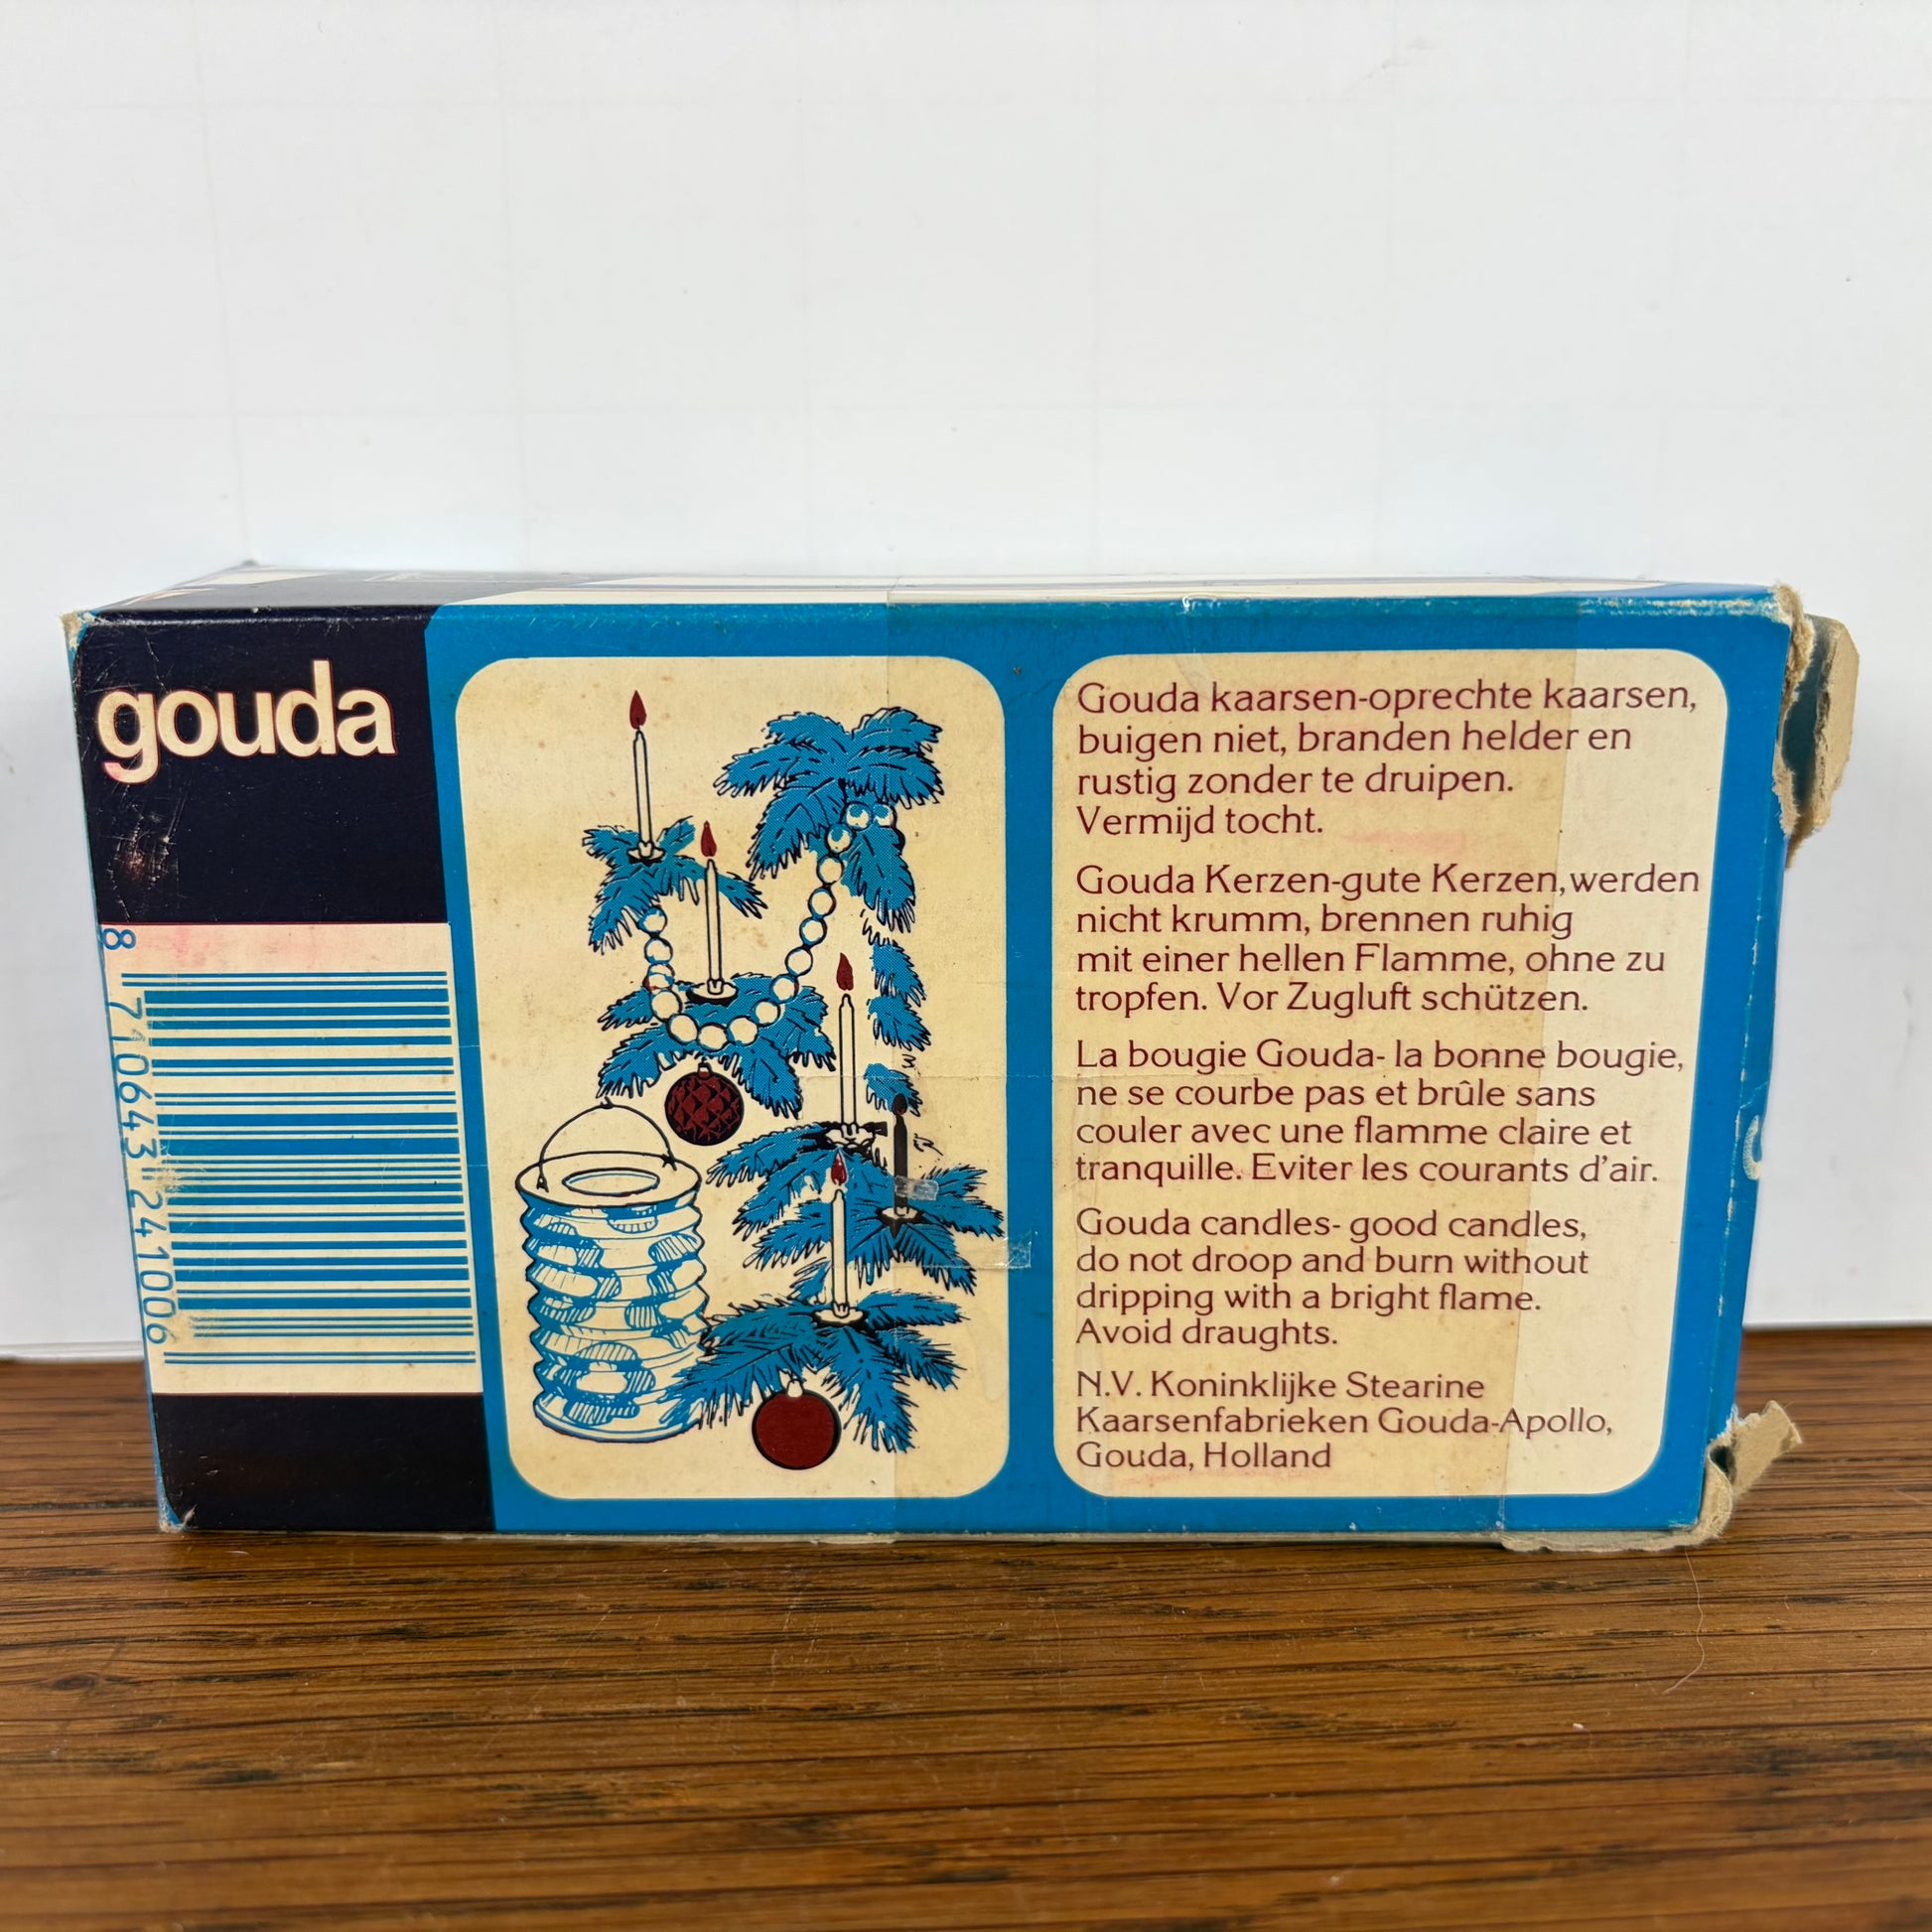 gouda
8 710643 241006
Gouda kaarsen-oprechte kaarsen,
buigen niet, branden helder en
rustig zonder te druipen.
Vermijd tocht.
Gouda Kerzen-gute Kerzen, werden
nicht krumm, brennen ruhig
mit einer hellen Flamme, ohne zu
tropfen. Vor Zugluft schützen.
La bougie Gouda- la bonne bougie,
ne se courbe pas et brûle sans
couler avec une flamme claire et
tranquille. Eviter les courants d'air.
Gouda candles- good candles,
do not droop and burn without
dripping with a bright flame.
Avoid draughts.
N.V. Koninklijke Stearine
Kaarsenfabrieken Gouda-Apollo,
Gouda, Holland